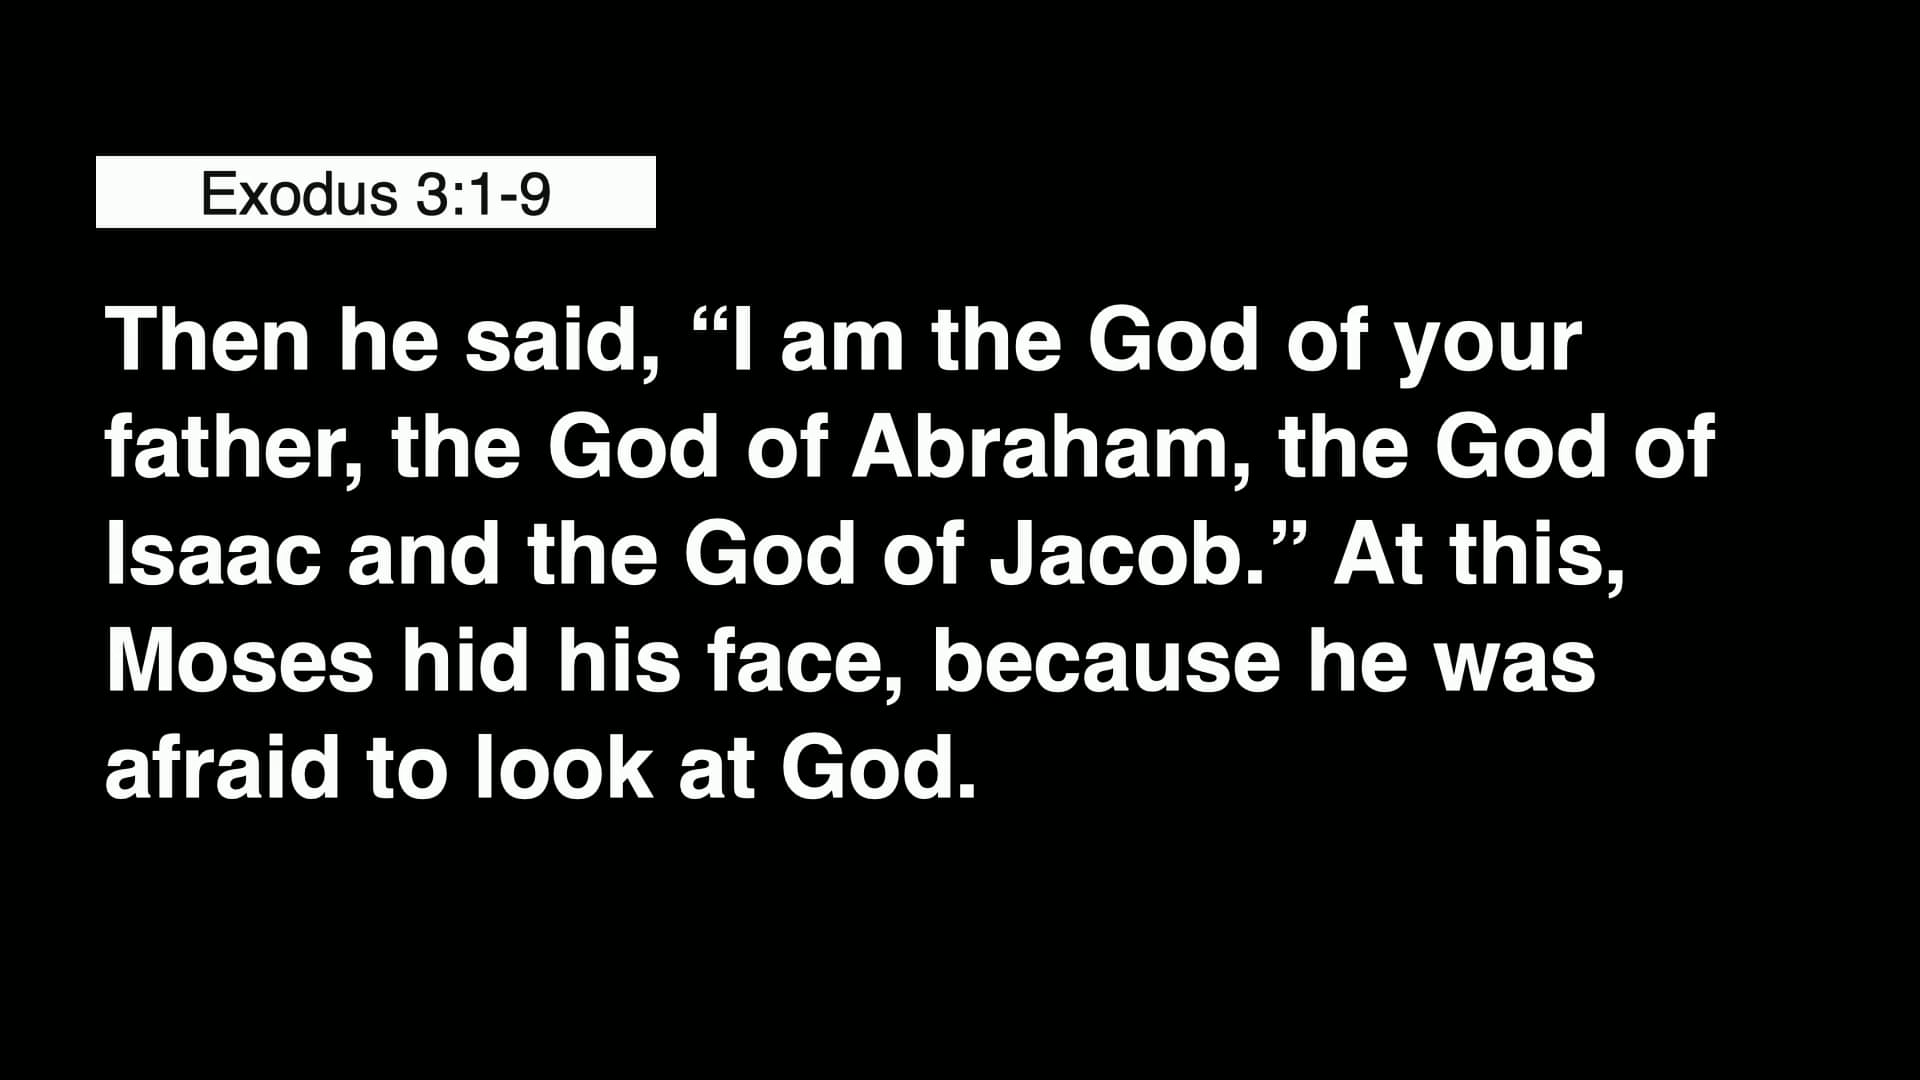 Exodus 3:1-9
Then he said, “I am the God of your
father, the God of Abraham, the God of
Isaac and the God of Jacob.” At this,
Moses hid his face, because he was
afraid to look at God.